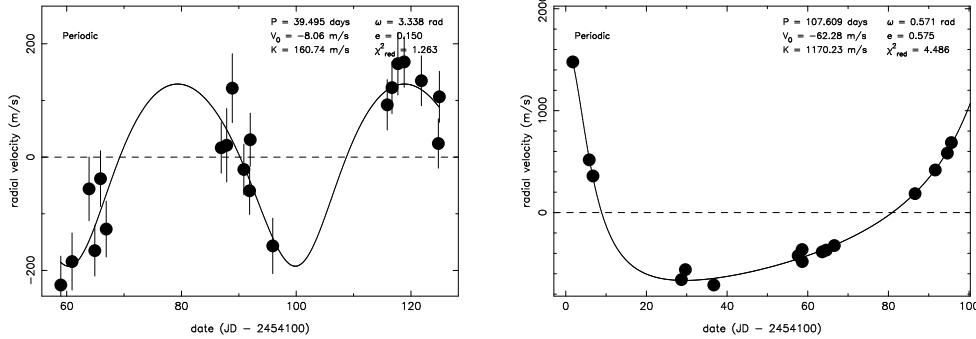 P = 39.495 days ω = 3.338 rad
V0 = −8.06 m/s e = 0.150
K = 160.74 m/s χ²red = 1.263
Periodic
200
0
−200
radial velocity (m/s)
60 80 100 120
date (JD − 2454100)
P = 107.609 days ω = 0.571 rad
V0 = −62.28 m/s e = 0.575
K = 1170.23 m/s χ²red = 4.486
Periodic
2000
1000
0
radial velocity (m/s)
0 20 40 60 80 100
date (JD − 2454100)